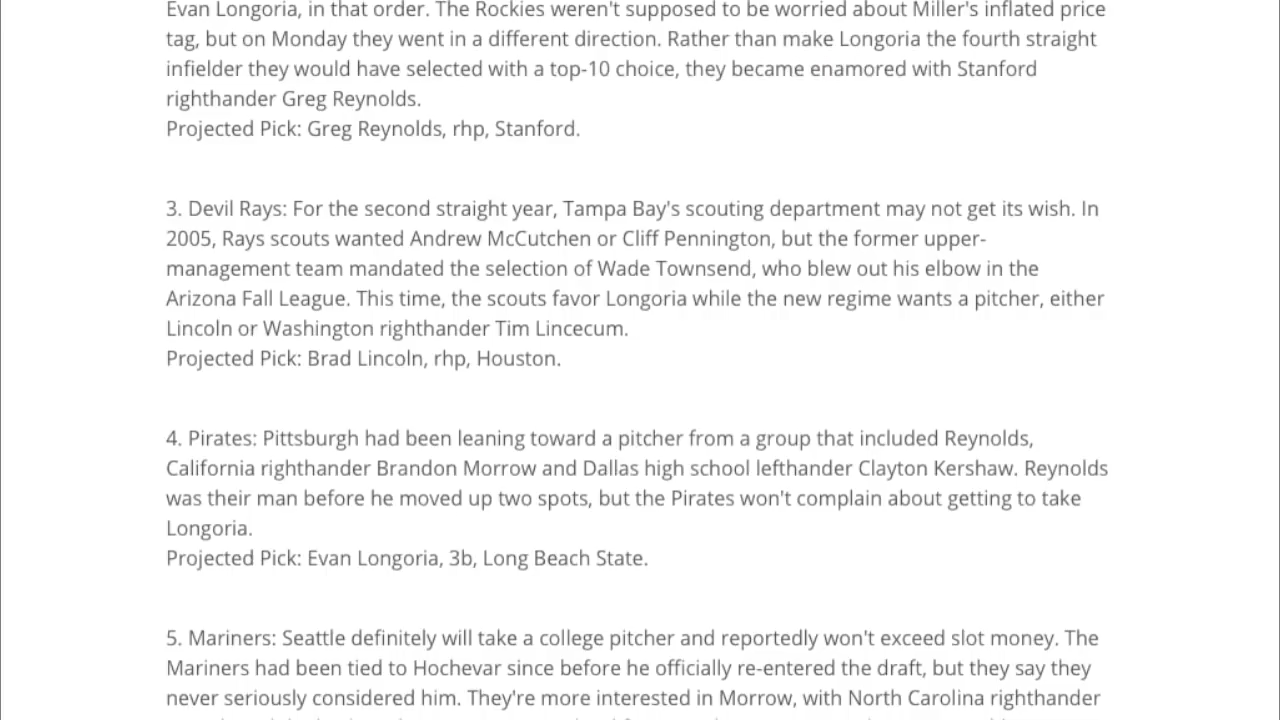 Evan Longoria, in that order. The Rockies weren't supposed to be worried about Miller's inflated price
tag, but on Monday they went in a different direction. Rather than make Longoria the fourth straight
infielder they would have selected with a top-10 choice, they became enamored with Stanford
righthander Greg Reynolds.
Projected Pick: Greg Reynolds, rhp, Stanford.
3. Devil Rays: For the second straight year, Tampa Bay's scouting department may not get its wish. In
2005, Rays scouts wanted Andrew McCutchen or Cliff Pennington, but the former upper-
management team mandated the selection of Wade Townsend, who blew out his elbow in the
Arizona Fall League. This time, the scouts favor Longoria while the new regime wants a pitcher, either
Lincoln or Washington righthander Tim Lincecum.
Projected Pick: Brad Lincoln, rhp, Houston.
4. Pirates: Pittsburgh had been leaning toward a pitcher from a group that included Reynolds,
California righthander Brandon Morrow and Dallas high school lefthander Clayton Kershaw. Reynolds
was their man before he moved up two spots, but the Pirates won't complain about getting to take
Longoria.
Projected Pick: Evan Longoria, 3b, Long Beach State.
5. Mariners: Seattle definitely will take a college pitcher and reportedly won't exceed slot money. The
Mariners had been tied to Hochevar since before he officially re-entered the draft, but they say they
never seriously considered him. They're more interested in Morrow, with North Carolina righthander